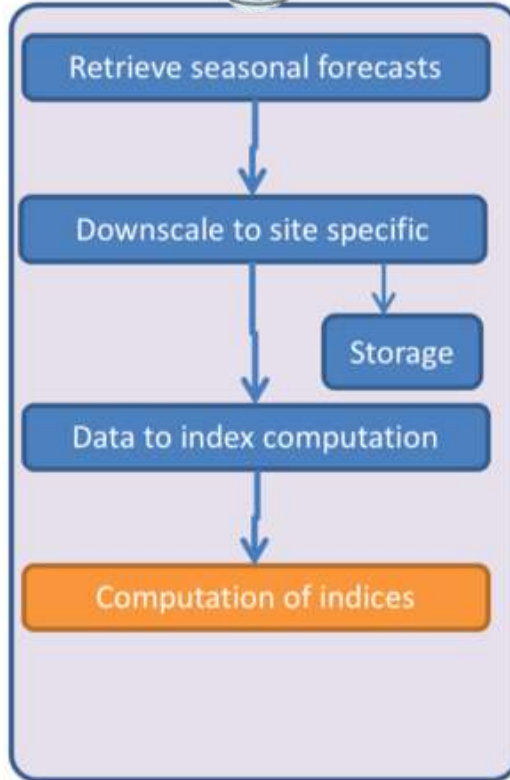 Retrieve seasonal forecasts
Downscale to site specific
Storage
Data to index computation
Computation of indices